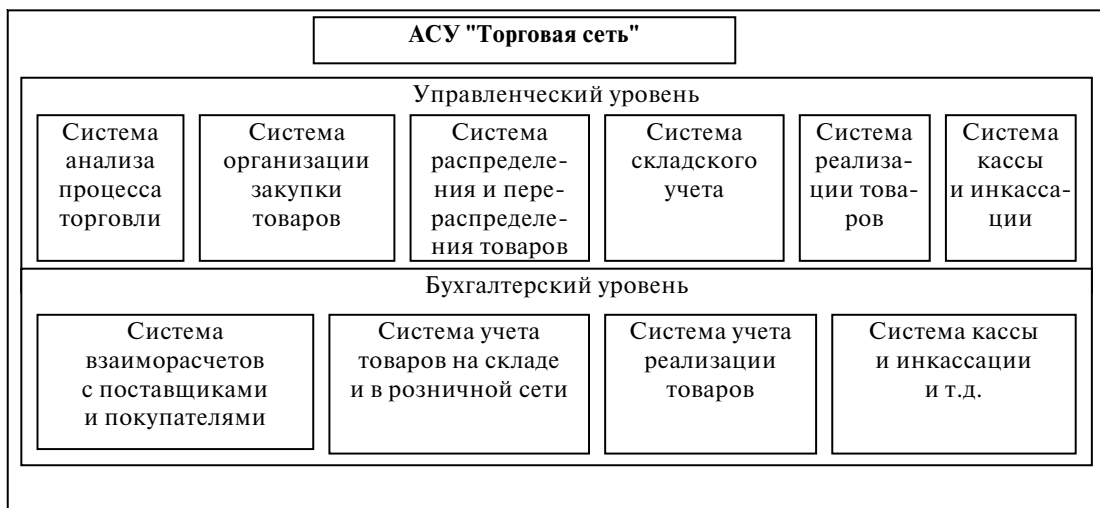 АСУ "Торговая сеть"
Управленческий уровень
Система
анализа
процесса
торговли
Система
организации
закупки
товаров
Система
распределе-
ния и пере-
распределе-
ния товаров
Система
складского
учета
Система
реализа-
ции това-
ров
Система
кассы
и инкасса-
ции
Бухгалтерский уровень
Система
взаиморасчетов
с поставщиками
и покупателями
Система учета
товаров на складе
и в розничной сети
Система учета
реализации
товаров
Система кассы
и инкассации
и т.д.